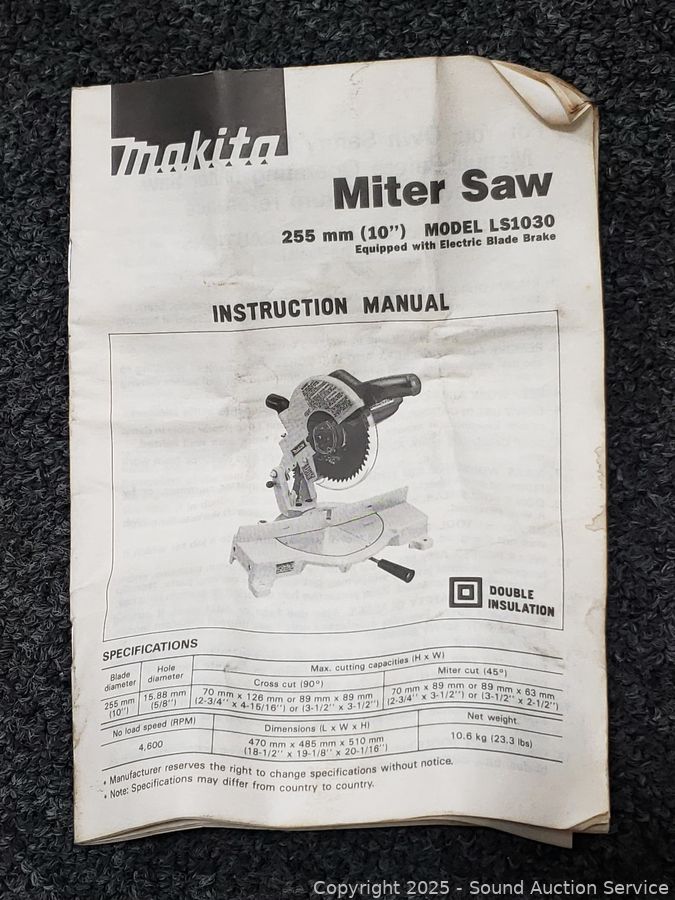 makita
Miter Saw
255 mm (10'') MODEL LS1030
Equipped with Electric Blade Brake
INSTRUCTION MANUAL
DOUBLE
INSULATION
SPECIFICATIONS
Blade diameter
Hole diameter
Max. cutting capacities (H x W)
Cross cut (90°)
Miter cut (45°)
255 mm
(10'')
15.88 mm
(5/8'')
70 mm x 126 mm or 89 mm x 89 mm
(2-3/4'' x 4-15/16'') or (3-1/2'' x 3-1/2'')
70 mm x 89 mm or 89 mm x 63 mm
(2-3/4'' x 3-1/2'') or (3-1/2'' x 2-1/2'')
No load speed (RPM)
Dimensions (L x W x H)
Net weight
4,600
470 mm x 485 mm x 510 mm
(18-1/2'' x 19-1/8'' x 20-1/16'')
10.6 kg (23.3 lbs)
• Manufacturer reserves the right to change specifications without notice.
• Note: Specifications may differ from country to country.
Copyright 2025 - Sound Auction Service